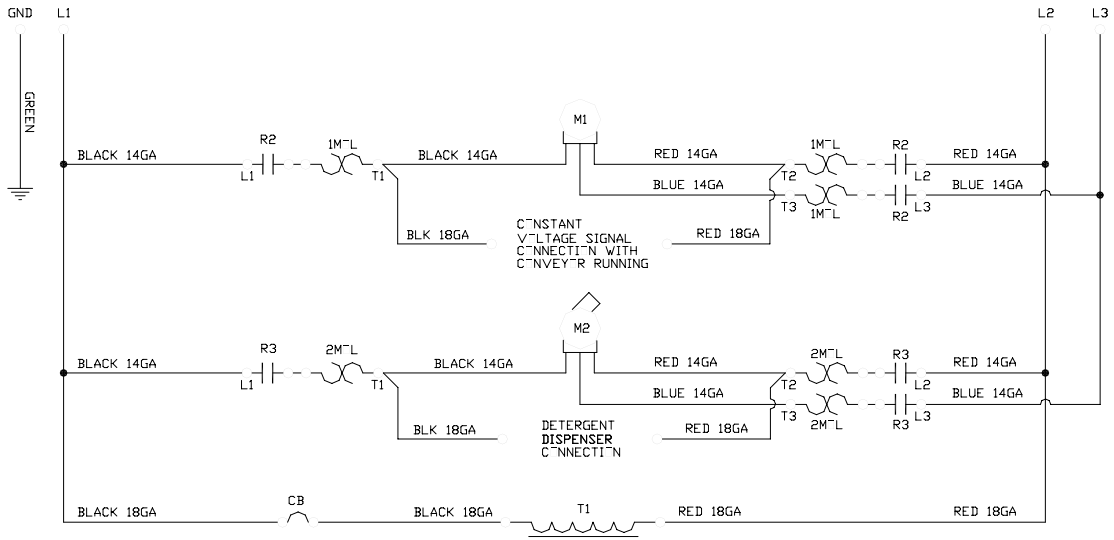 GND
L1
L2
L3
GREEN
M1
R2
1M¯L
1M¯L
R2
BLACK 14GA
BLACK 14GA
RED 14GA
RED 14GA
L1
T1
T2
L2
BLUE 14GA
BLUE 14GA
T3
1M¯L
R2
L3
BLK 18GA
C¯NSTANT
V¯LTAGE SIGNAL
C¯NNECTI¯N WITH
C¯NVEY¯R RUNNING
RED 18GA
M2
R3
2M¯L
2M¯L
R3
BLACK 14GA
BLACK 14GA
RED 14GA
RED 14GA
L1
T1
T2
L2
BLUE 14GA
BLUE 14GA
T3
2M¯L
R3
L3
BLK 18GA
DETERGENT
DISPENSER
C¯NNECTI¯N
RED 18GA
CB
T1
BLACK 18GA
BLACK 18GA
RED 18GA
RED 18GA